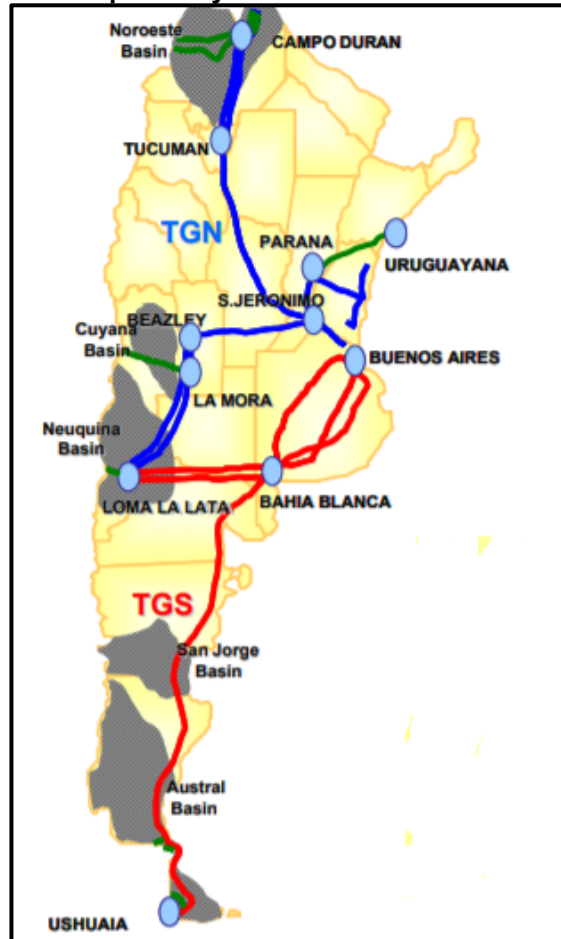 Noroeste
Basin
CAMPO DURAN
TUCUMAN
TGN
PARANA
URUGUAYANA
S.JERONIMO
BEAZLEY
Cuyana
Basin
BUENOS AIRES
LA MORA
Neuquina
Basin
LOMA LA LATA
BAHIA BLANCA
TGS
San Jorge
Basin
Austral
Basin
USHUAIA